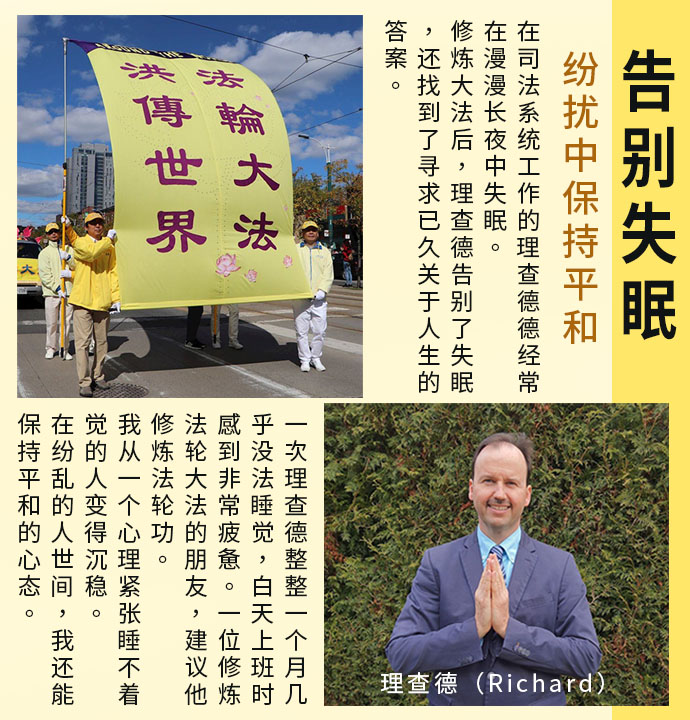 告别失眠
纷扰中保持平和
在司法系统工作的理查德德经常
在漫漫长夜中失眠。
修炼大法后，理查德告别了失眠
，还找到了寻求已久关于人生的
答案。
法輪大法
洪傳世界
一次理查德整整一个月几
乎没法睡觉，白天上班时
感到非常疲惫。一位修炼
法轮大法的朋友，建议他
修炼法轮功。
我从一个心理紧张睡不着
觉的人变得沉稳。
在纷乱的人世间，我还能
保持平和的心态。
理查德（Richard）